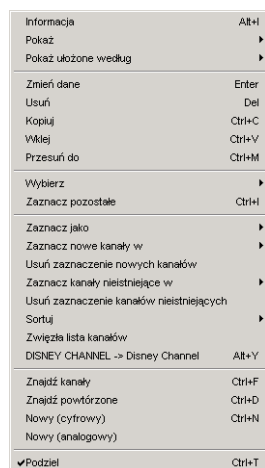 Informacja Alt+I
Pokaż
Pokaż ułożone według
Zmień dane Enter
Usuń Del
Kopiuj Ctrl+C
Wklej Ctrl+V
Przesuń do Ctrl+M
Wybierz
Zaznacz pozostałe Ctrl+I
Zaznacz jako
Zaznacz nowe kanały w
Usuń zaznaczenie nowych kanałów
Zaznacz kanały nieistniejące w
Usuń zaznaczenie kanałów nieistniejących
Sortuj
Zwięzła lista kanałów
DISNEY CHANNEL -> Disney Channel Alt+Y
Znajdź kanały Ctrl+F
Znajdź powtórzone Ctrl+D
Nowy (cyfrowy) Ctrl+N
Nowy (analogowy)
Podziel Ctrl+T